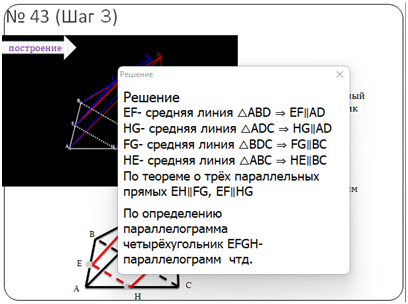 № 43 (Шаг 3)
построение
Решение
Решение
EF- средняя линия △ABD ⇒ EF∥AD
HG- средняя линия △ADC ⇒ HG∥AD
FG- средняя линия △BDC ⇒ FG∥BC
HE- средняя линия △ABC ⇒ HE∥BC
По теореме о трёх параллельных
прямых EH∥FG, EF∥HG
По определению
параллелограмма
четырёхугольник EFGH-
параллелограмм чтд.
B
E
A
H
C